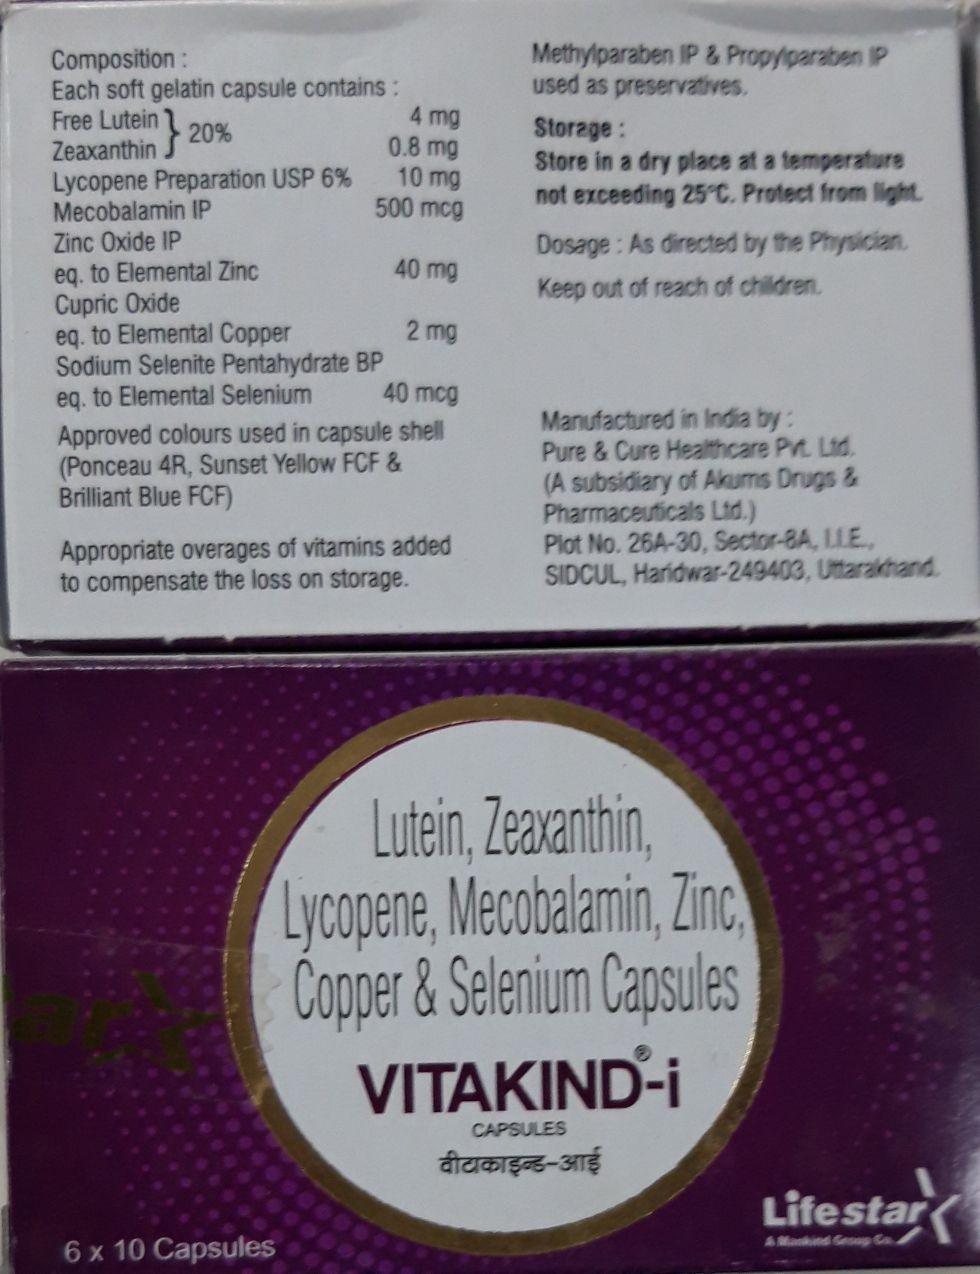 Composition :
Each soft gelatin capsule contains :
Free Lutein } 20% 4 mg
Zeaxanthin 0.8 mg
Lycopene Preparation USP 6% 10 mg
Mecobalamin IP 500 mcg
Zinc Oxide IP
eq. to Elemental Zinc 40 mg
Cupric Oxide
eq. to Elemental Copper 2 mg
Sodium Selenite Pentahydrate BP
eq. to Elemental Selenium 40 mcg
Approved colours used in capsule shell
(Ponceau 4R, Sunset Yellow FCF &
Brilliant Blue FCF)
Appropriate overages of vitamins added
to compensate the loss on storage.
Methylparaben IP & Propylparaben IP
used as preservatives.
Storage :
Store in a dry place at a temperature
not exceeding 25°C. Protect from light.
Dosage : As directed by the Physician.
Keep out of reach of children.
Manufactured in India by :
Pure & Cure Healthcare Pvt. Ltd.
(A subsidiary of Akums Drugs &
Pharmaceuticals Ltd.)
Plot No. 26A-30, Sector-8A, I.I.E.,
SIDCUL, Haridwar-249403, Uttarakhand.
Lutein, Zeaxanthin,
Lycopene, Mecobalamin, Zinc,
Copper & Selenium Capsules
VITAKIND®-i
CAPSULES
वीटाकाइन्ड-आई
ar
6 x 10 Capsules
Lifestar
A Mankind Group Co.